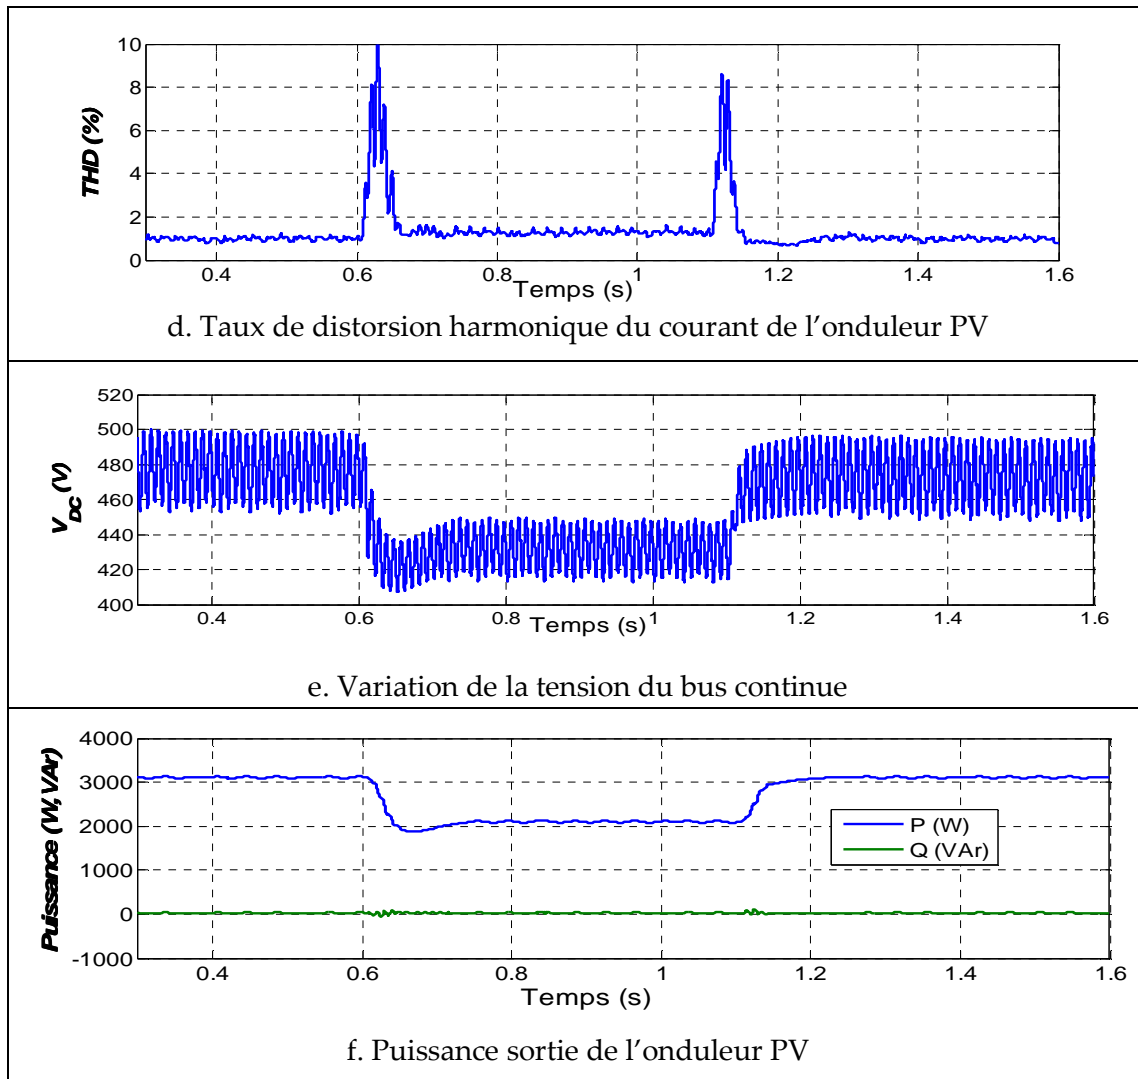 10
8
6
4
2
0
THD (%)
0.4 0.6 0.8 1 1.2 1.4 1.6
Temps (s)
d. Taux de distorsion harmonique du courant de l'onduleur PV
520
500
480
460
440
420
400
V_DC (V)
0.4 0.6 0.8 1 1.2 1.4 1.6
Temps (s)
e. Variation de la tension du bus continue
4000
3000
2000
1000
0
-1000
Puissance (W,VAr)
P (W)
Q (VAr)
0.4 0.6 0.8 1 1.2 1.4 1.6
Temps (s)
f. Puissance sortie de l'onduleur PV